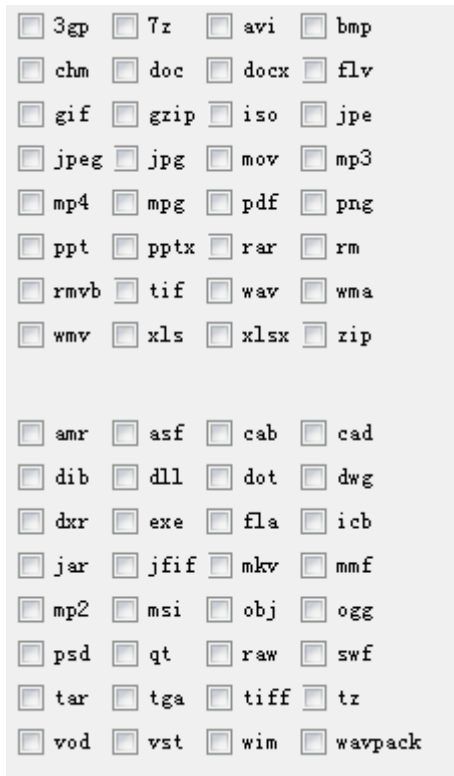 3gp 7z avi bmp
chm doc docx flv
gif gzip iso jpe
jpeg jpg mov mp3
mp4 mpg pdf png
ppt pptx rar rm
rmvb tif wav wma
wmv xls xlsx zip
amr asf cab cad
dib dll dot dwg
dxr exe fla icb
jar jfif mkv mmf
mp2 msi obj ogg
psd qt raw swf
tar tga tiff tz
vod vst wim wavpack